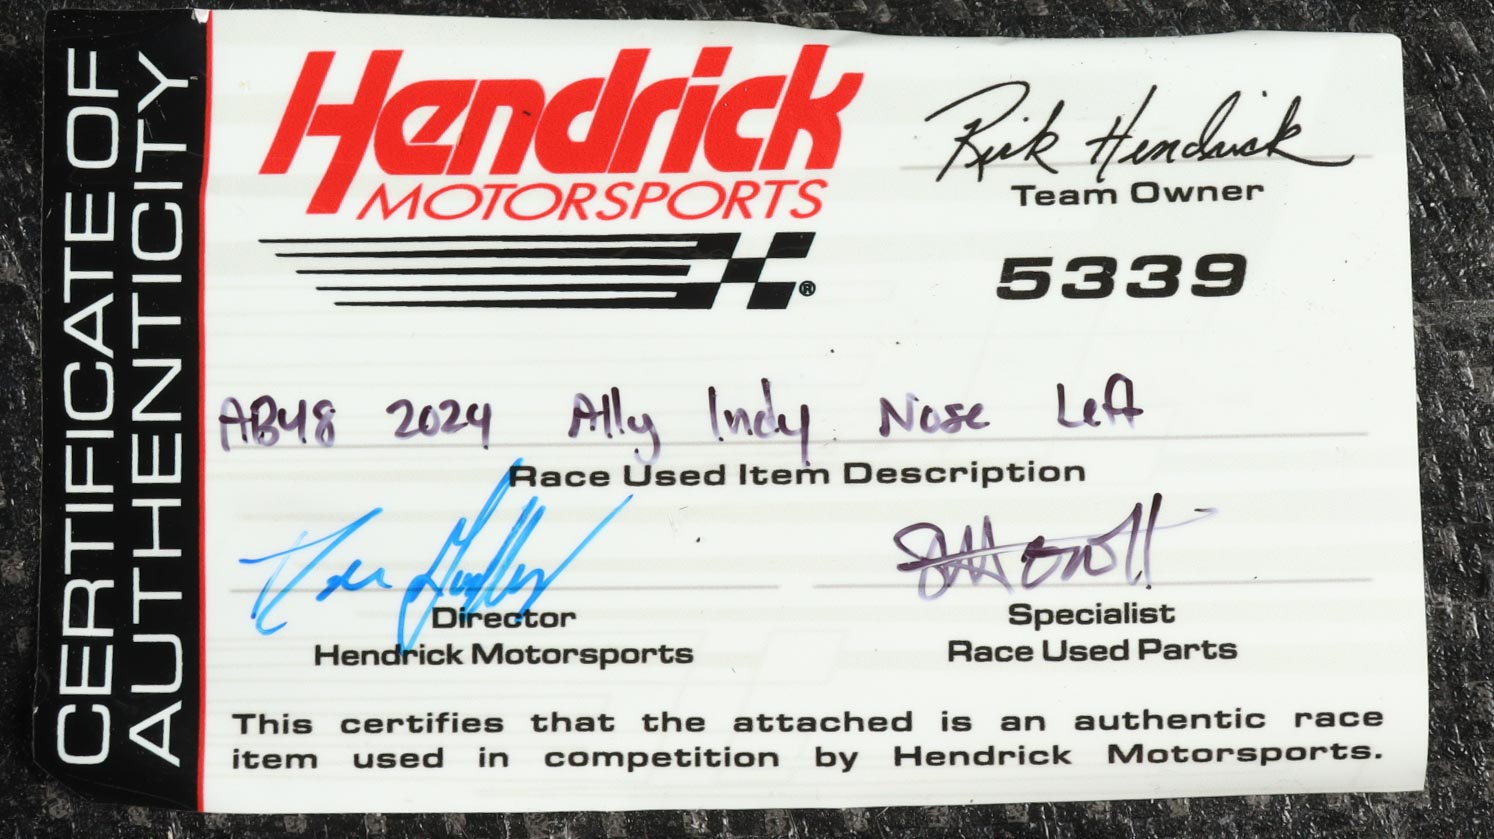 CERTIFICATE OF
AUTHENTICITY
Hendrick
MOTORSPORTS
®
Rick Hendrick
Team Owner
5339
AB48 2024 Ally Indy Nose Left
Race Used Item Description
Director
Hendrick Motorsports
Specialist
Race Used Parts
This certifies that the attached is an authentic race
item used in competition by Hendrick Motorsports.